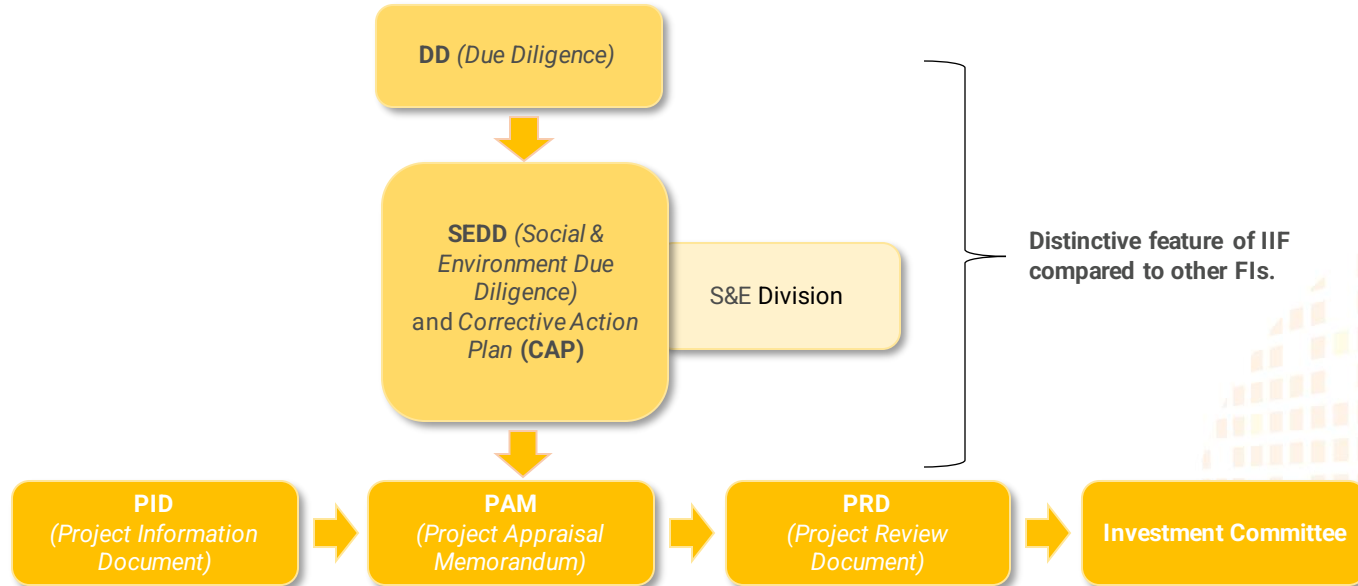 DD (Due Diligence)
SEDD (Social &
Environment Due
Diligence)
and Corrective Action
Plan (CAP)
S&E Division
Distinctive feature of IIF
compared to other FIs.
PID
(Project Information
Document)
PAM
(Project Appraisal
Memorandum)
PRD
(Project Review
Document)
Investment Committee